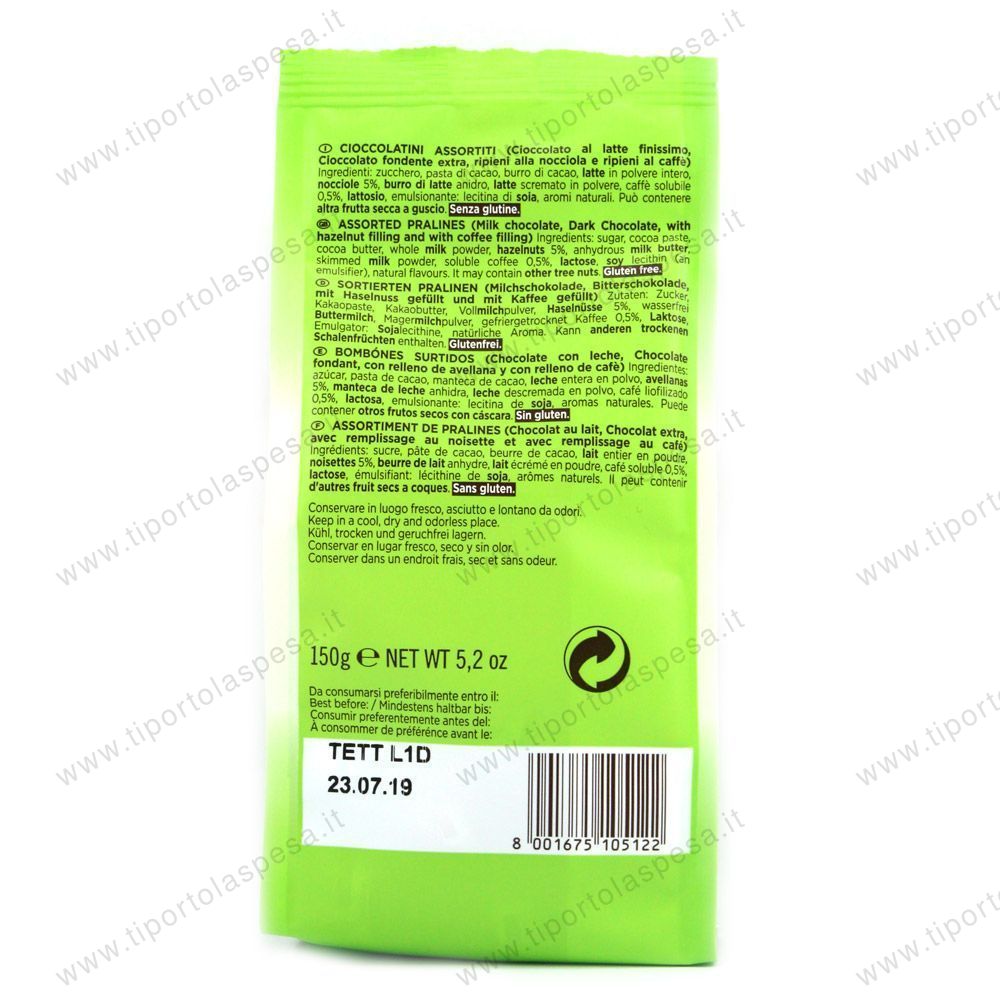 CIOCCOLATINI ASSORTITI (Cioccolato al latte finissimo,
Cioccolato fondente extra, ripieni alla nocciola e ripieni al caffè)
Ingredienti: zucchero, pasta di cacao, burro di cacao, latte in polvere intero,
nocciole 5%, burro di latte anidro, latte scremato in polvere, caffè solubile
0,5%, lattosio, emulsionante: lecitina di soia, aromi naturali. Può contenere
altra frutta secca a guscio. Senza glutine.
ASSORTED PRALINES (Milk chocolate, Dark Chocolate, with
hazelnut filling and with coffee filling) Ingredients: sugar, cocoa paste,
cocoa butter, whole milk powder, hazelnuts 5%, anhydrous milk butter,
skimmed milk powder, soluble coffee 0,5%, lactose, soy lecithin (an
emulsifier), natural flavours. It may contain other tree nuts. Gluten free.
SORTIERTEN PRALINEN (Milchschokolade, Bitterschokolade,
mit Haselnuss gefüllt und mit Kaffee gefüllt) Zutaten: Zucker,
Kakaopaste, Kakaobutter, Vollmilchpulver, Haselnüsse 5%, wasserfrei
Buttermilch, Magermilchpulver, gefriergetrocknet Kaffee 0,5%, Laktose,
Emulgator: Sojalecithine, natürliche Aroma. Kann anderen trockenen
Schalenfrüchten enthalten. Glutenfrei.
E BOMBÓNES SURTIDOS (Chocolate con leche, Chocolate
fondant, con relleno de avellana y con relleno de cafè) Ingredientes:
azúcar, pasta de cacao, manteca de cacao, leche entera en polvo, avellanas
5%, manteca de leche anhidra, leche descremada en polvo, café liofilizado
0,5%, lactosa, emulsionante: lecitina de soja, aromas naturales. Puede
contener otros frutos secos con cáscara. Sin gluten.
F ASSORTIMENT DE PRALINES (Chocolat au lait, Chocolat extra,
avec remplissage au noisette et avec remplissage au café)
Ingrédients: sucre, pâte de cacao, beurre de cacao, lait entier en poudre,
noisettes 5%, beurre de lait anhydre, lait écrémé en poudre, café soluble 0,5%,
lactose, émulsifiant: lécithine de soja, arômes naturels. Il peut contenir
d'autres fruit secs a coques. Sans gluten.
Conservare in luogo fresco, asciutto e lontano da odori.
Keep in a cool, dry and odorless place.
Kühl, trocken und geruchfrei lagern.
Conservar en lugar fresco, seco y sin olor.
Conserver dans un endroit frais, sec et sans odeur.
150g ℮ NET WT 5,2 oz
Da consumarsi preferibilmente entro il:
Best before: / Mindestens haltbar bis:
Consumir preferentemente antes del:
À consommer de préférénce avant le:
TETT L1D
23.07.19
8 001675 105122
www.tiportolaspesa.it